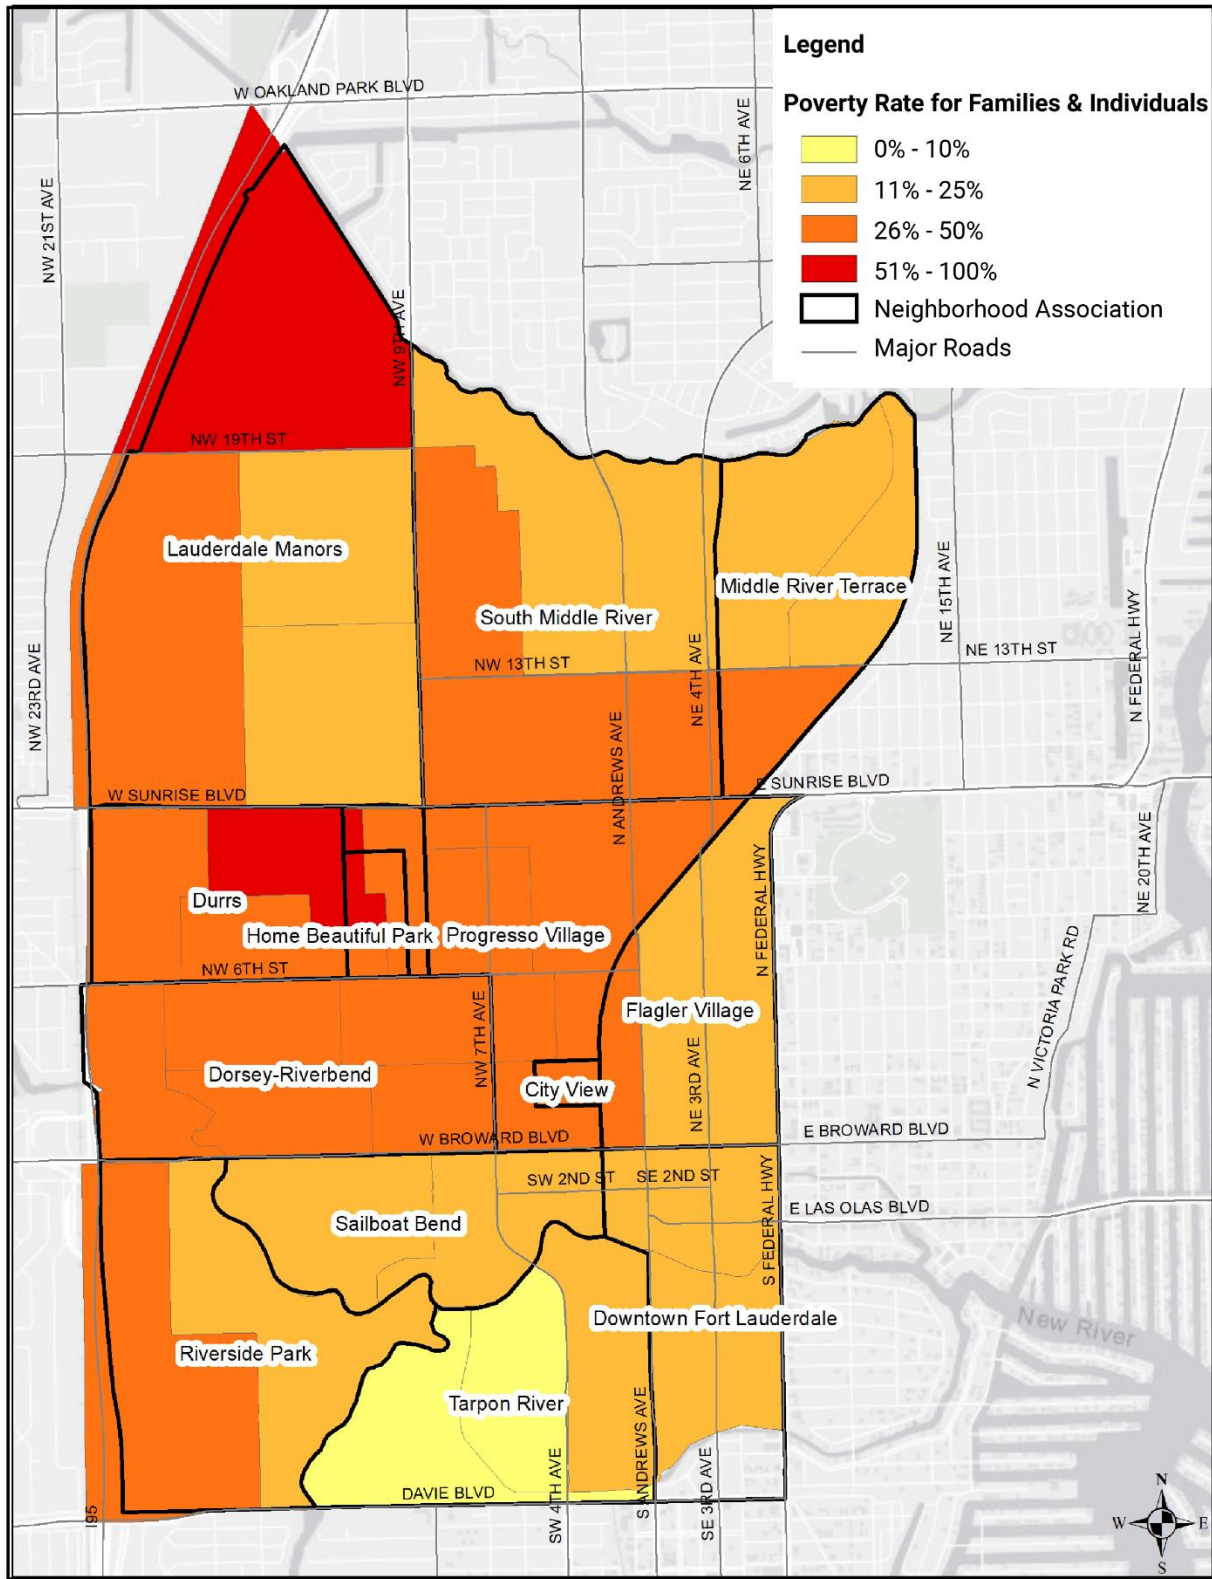 Legend
Poverty Rate for Families & Individuals
0% - 10%
11% - 25%
26% - 50%
51% - 100%
Neighborhood Association
Major Roads
W OAKLAND PARK BLVD
NE 6TH AVE
NW 21ST AVE
NW 9TH AVE
NW 19TH ST
Lauderdale Manors
South Middle River
Middle River Terrace
NE 15TH AVE
NE 13TH ST
NW 13TH ST
N FEDERAL HWY
NW 23RD AVE
NE 4TH AVE
N ANDREWS AVE
W SUNRISE BLVD
E SUNRISE BLVD
NE 20TH AVE
N FEDERAL HWY
Durrs
Home Beautiful Park
Progresso Village
NW 6TH ST
N VICTORIA PARK RD
Flagler Village
NW 7TH AVE
Dorsey-Riverbend
City View
NE 3RD AVE
W BROWARD BLVD
E BROWARD BLVD
SW 2ND ST
SE 2ND ST
S FEDERAL HWY
E LAS OLAS BLVD
Sailboat Bend
Downtown Fort Lauderdale
New River
Riverside Park
Tarpon River
DAVIE BLVD
I95
SW 4TH AVE
S ANDREWS AVE
SE 3RD AVE
N
W
E
S